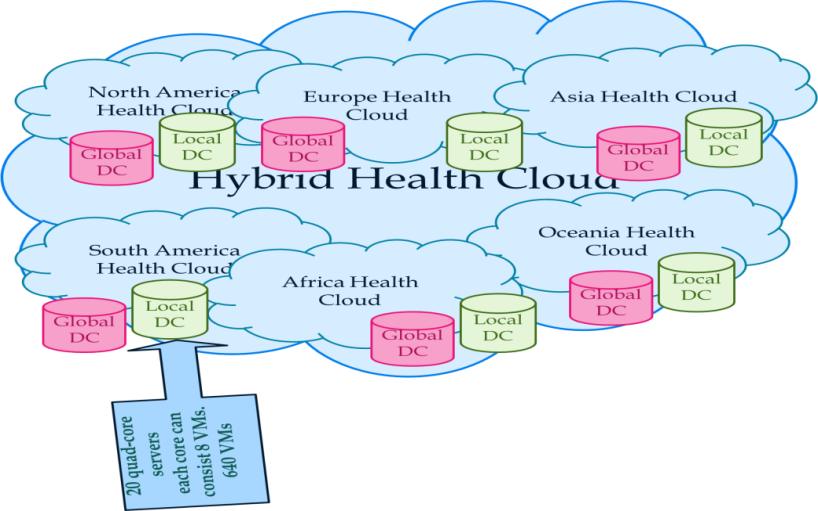 North America
Health Cloud
Global
DC
Local
DC
Europe Health
Cloud
Global
DC
Local
DC
Asia Health Cloud
Global
DC
Local
DC
Hybrid Health Cloud
South America
Health Cloud
Global
DC
Local
DC
Africa Health
Cloud
Global
DC
Local
DC
Oceania Health
Cloud
Global
DC
Local
DC
20 quad-core
servers
each core can
consist 8 VMs.
640 VMs